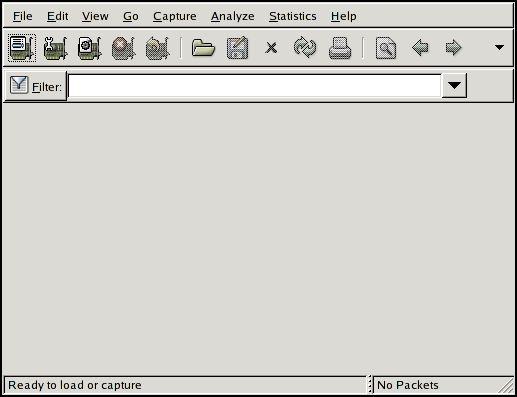 File Edit View Go Capture Analyze Statistics Help
Filter:
Ready to load or capture No Packets